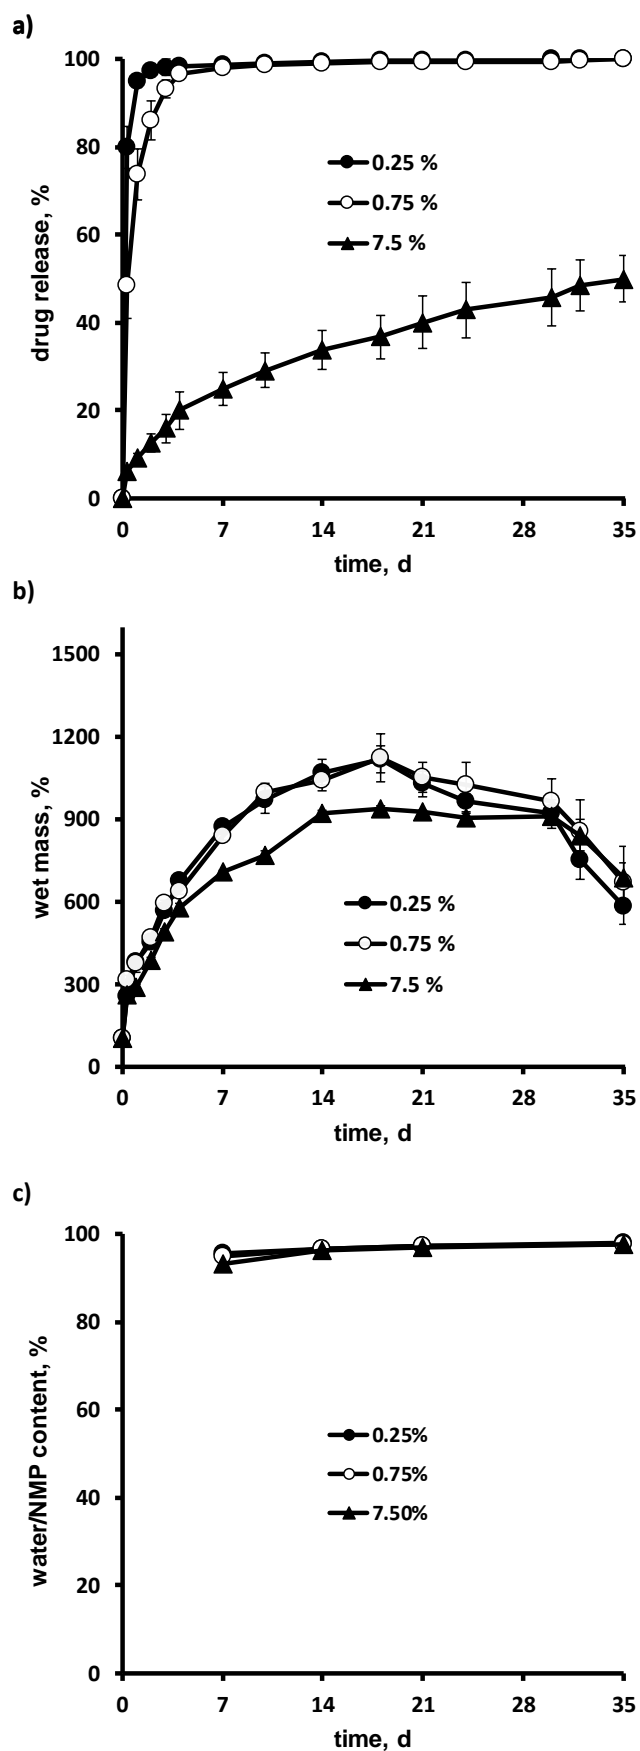 a)
100
80
60
40
20
0
drug release, %
0.25 %
0.75 %
7.5 %
0 7 14 21 28 35
time, d
b)
1500
1200
900
600
300
0
wet mass, %
0.25 %
0.75 %
7.5 %
0 7 14 21 28 35
time, d
c)
100
80
60
40
20
0
water/NMP content, %
0.25%
0.75%
7.50%
0 7 14 21 28 35
time, d